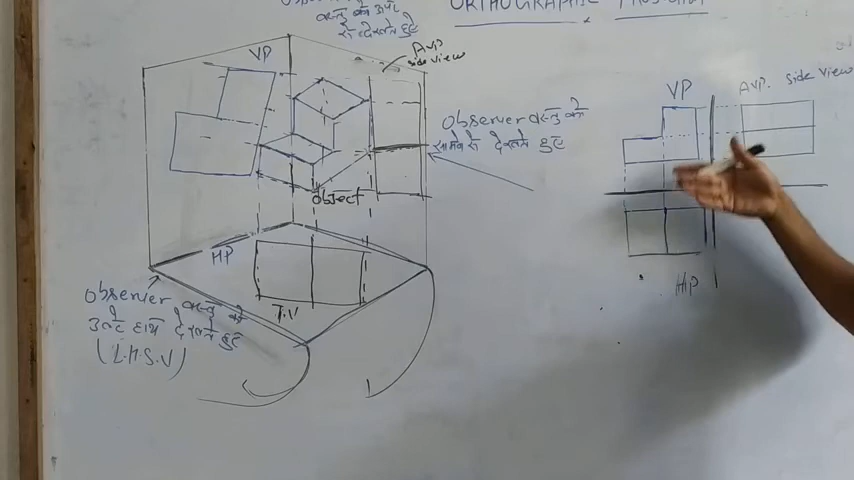 ORTHOGRAPHIC
देखते हुए
VP
AVP
side view
Observer वस्तु को
सामने से देखते हुए
object
HP
T.V
Observer वस्तु को
उल्टे हाथ देखते हुए
(L.H.S.V)
VP
AVP. side view
HP